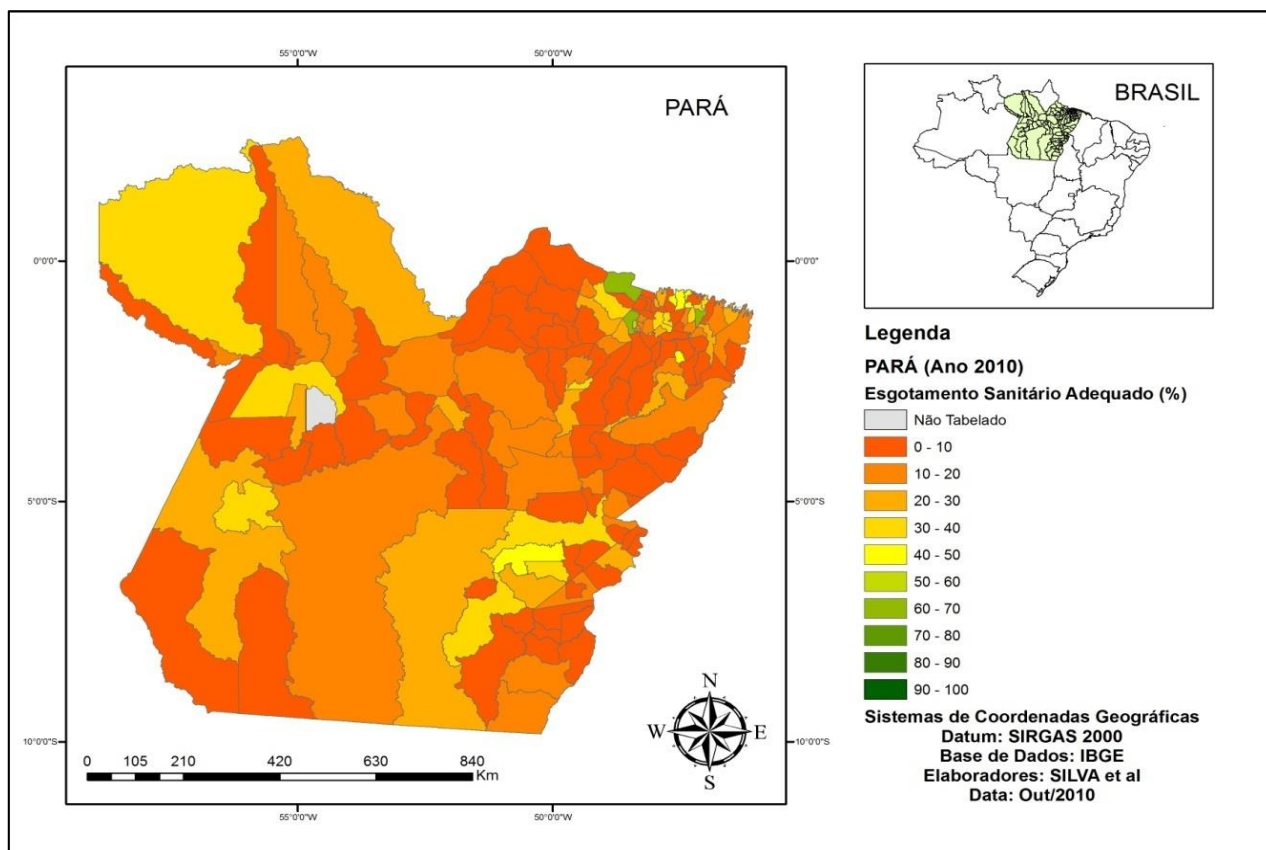 55°0'0"W
50°0'0"W
PARÁ
BRASIL
0°0'0"
0°0'0"
5°0'0"S
5°0'0"S
10°0'0"S
10°0'0"S
N
W
E
S
0 105 210 420 630 840
Km
55°0'0"W
50°0'0"W
Legenda
PARÁ (Ano 2010)
Esgotamento Sanitário Adequado (%)
Não Tabelado
0 - 10
10 - 20
20 - 30
30 - 40
40 - 50
50 - 60
60 - 70
70 - 80
80 - 90
90 - 100
Sistemas de Coordenadas Geográficas
Datum: SIRGAS 2000
Base de Dados: IBGE
Elaboradores: SILVA et al
Data: Out/2010